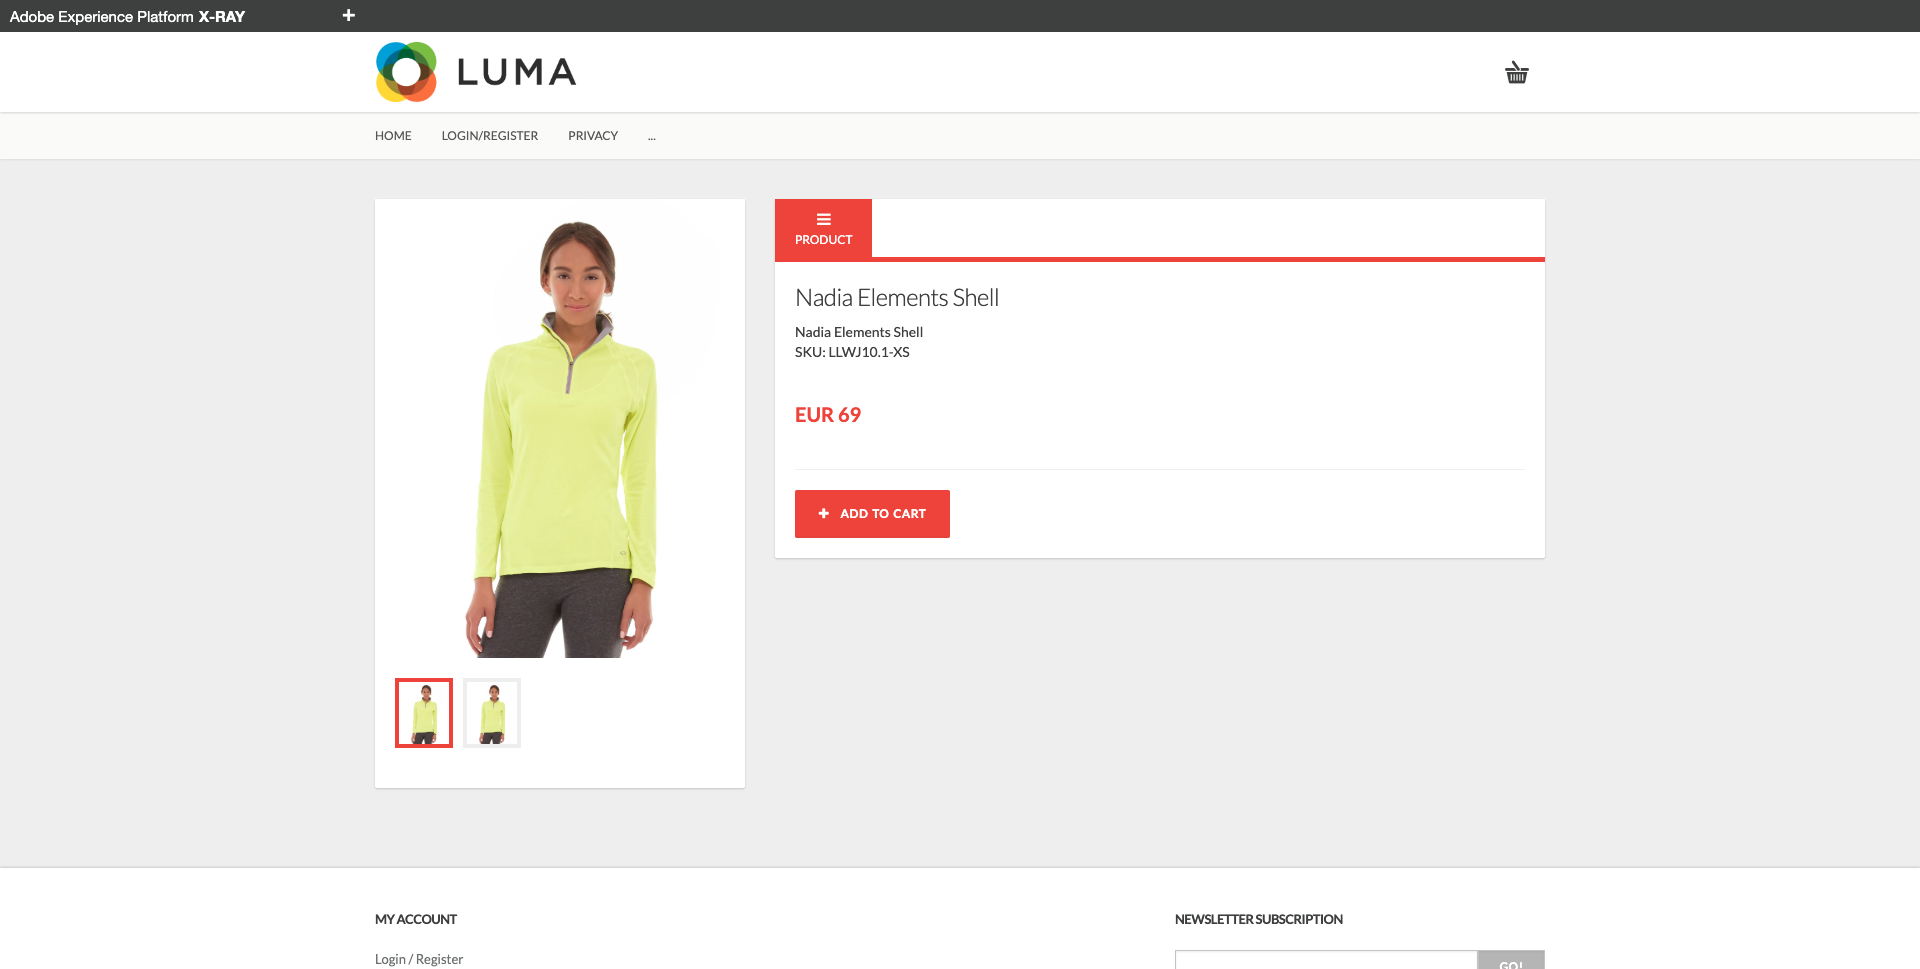 Adobe Experience Platform X-RAY
LUMA
HOME
LOGIN/REGISTER
PRIVACY
...
PRODUCT
Nadia Elements Shell
Nadia Elements Shell
SKU: LLWJ10.1-XS
EUR 69
ADD TO CART
MY ACCOUNT
Login / Register
NEWSLETTER SUBSCRIPTION
GO!